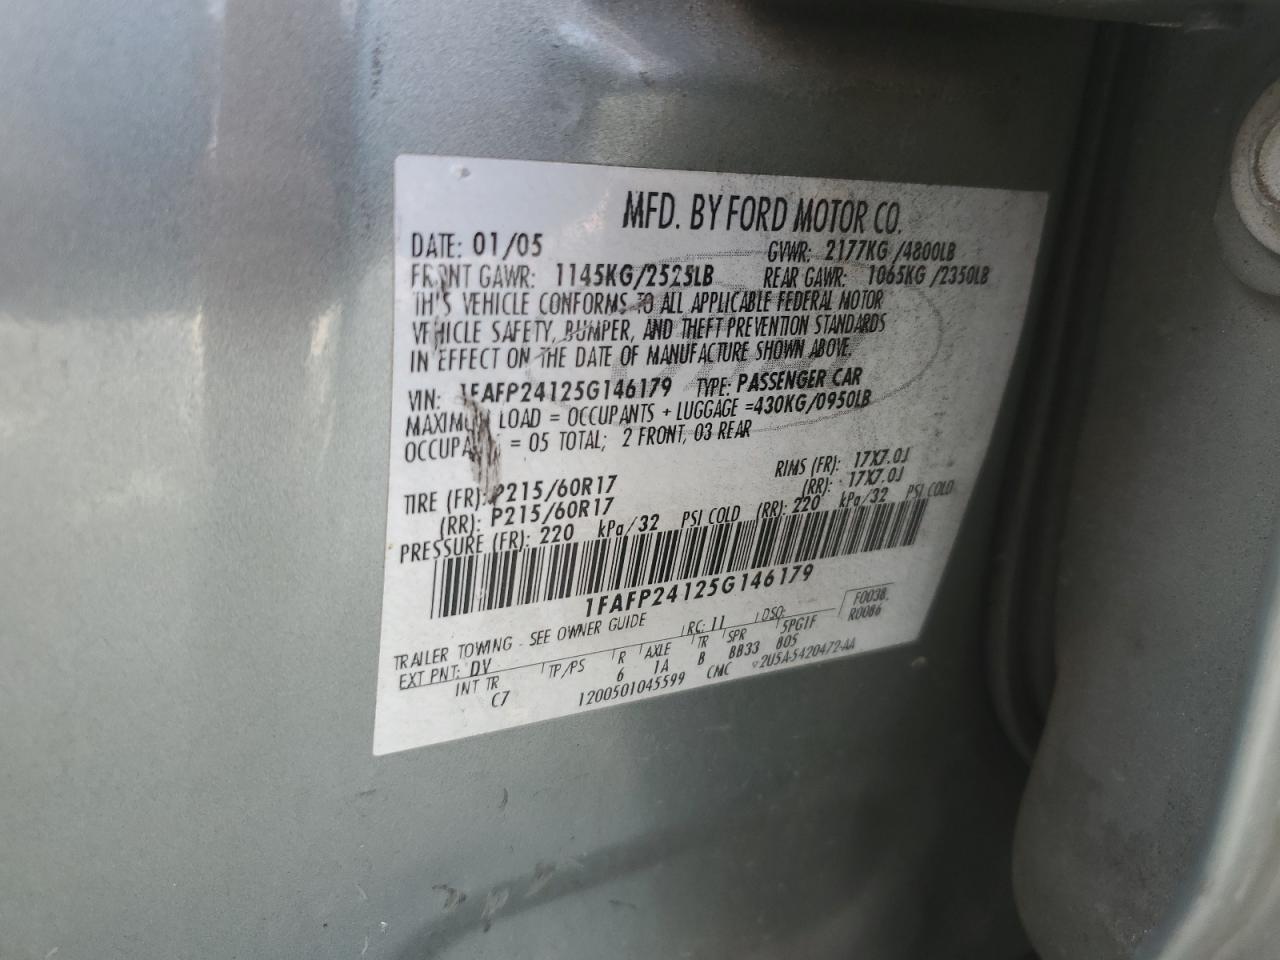 MFD. BY FORD MOTOR CO.
DATE: 01/05 GVWR: 2177KG /4800LB
FRONT GAWR: 1145KG/2525LB REAR GAWR: 1065KG /2350LB
THIS VEHICLE CONFORMS TO ALL APPLICABLE FEDERAL MOTOR
VEHICLE SAFETY, BUMPER, AND THEFT PREVENTION STANDARDS
IN EFFECT ON THE DATE OF MANUFACTURE SHOWN ABOVE.
VIN: 1FAFP24125G146179 TYPE: PASSENGER CAR
MAXIMUM LOAD = OCCUPANTS + LUGGAGE =430KG/0950LB
OCCUPANTS = 05 TOTAL; 2 FRONT, 03 REAR
TIRE (FR): P215/60R17 RIMS (FR): 17X7.0J
(RR): P215/60R17 (RR): 17X7.0J
PRESSURE (FR): 220 kPa/32 PSI COLD (RR): 220 kPa/32 PSI COLD
1FAFP24125G146179
TRAILER TOWING - SEE OWNER GUIDE
EXT PNT: DV RC: 11 DSO: F0038
INT TR TP/PS R AXLE TR SPR 5PG1F R0086
C7 6 1A B BB33 805
1200501045599 CMC 2U5A-5420472-AA